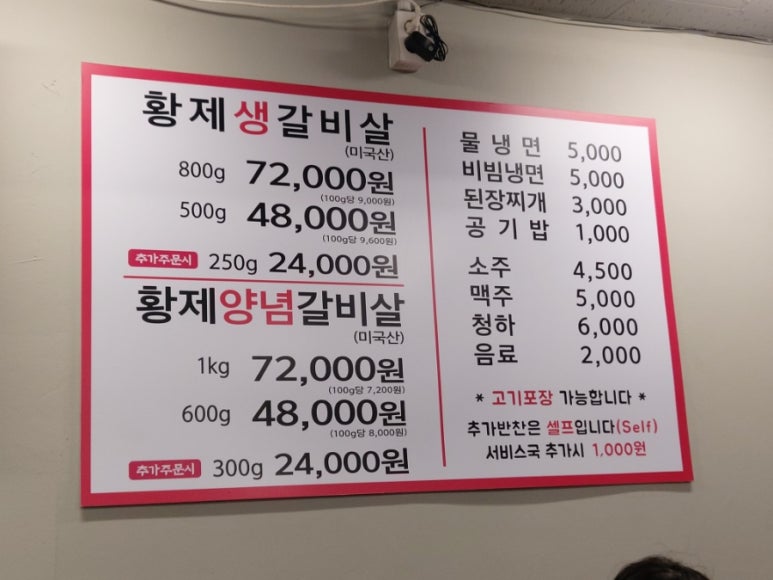 황제생갈비살
(미국산)
800g 72,000원
(100g당 9,000원)
500g 48,000원
(100g당 9,600원)
추가주문시 250g 24,000원
황제양념갈비살
(미국산)
1kg 72,000원
(100g당 7,200원)
600g 48,000원
(100g당 8,000원)
추가주문시 300g 24,000원
물냉면 5,000
비빔냉면 5,000
된장찌개 3,000
공기밥 1,000
소주 4,500
맥주 5,000
청하 6,000
음료 2,000
* 고기포장 가능합니다 *
추가반찬은 셀프입니다(Self)
서비스국 추가시 1,000원